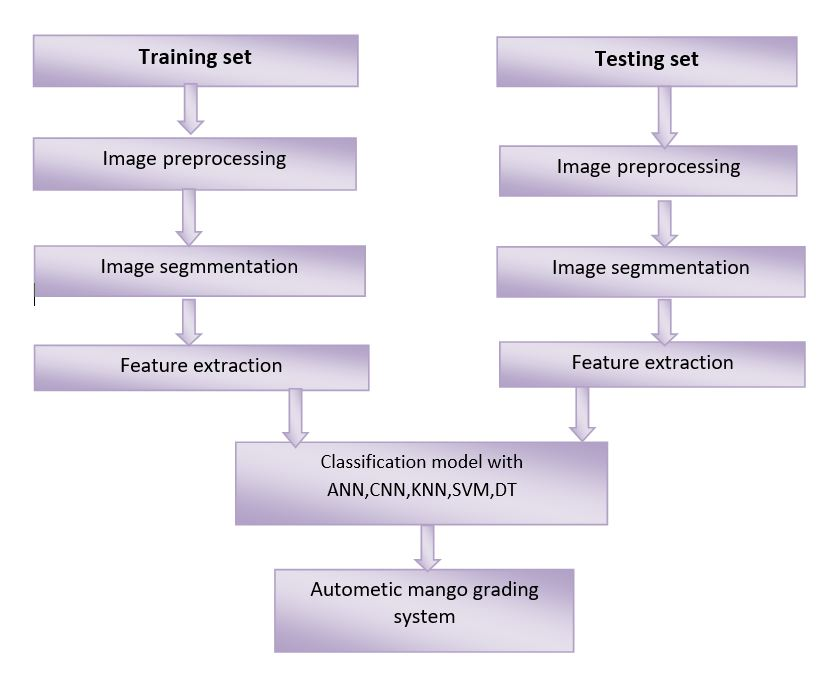 Training set
Testing set
Image preprocessing
Image preprocessing
Image segmmentation
Image segmmentation
Feature extraction
Feature extraction
Classification model with
ANN,CNN,KNN,SVM,DT
Autometic mango grading
system